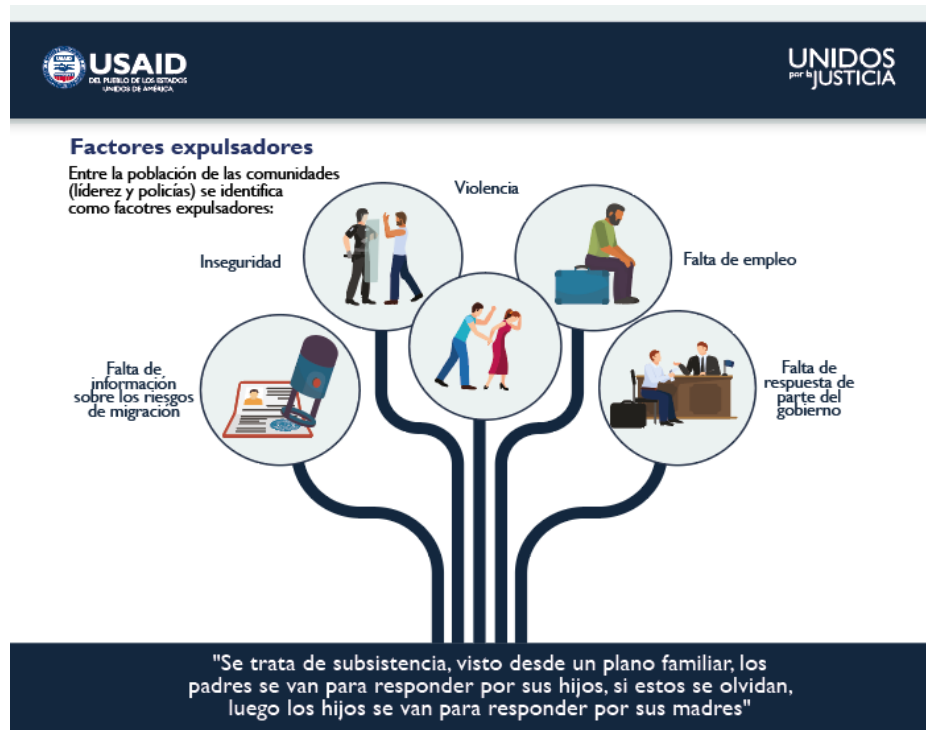 USAID
DEL PUEBLO DE LOS ESTADOS
UNIDOS DE AMÉRICA
UNIDOS
por la JUSTICIA
Factores expulsadores
Entre la población de las comunidades
(líderez y policías) se identifica
como facotres expulsadores:
Violencia
Inseguridad
Falta de empleo
Falta de
información
sobre los riesgos
de migración
Falta de
respuesta de
parte del
gobierno
"Se trata de subsistencia, visto desde un plano familiar, los
padres se van para responder por sus hijos, si estos se olvidan,
luego los hijos se van para responder por sus madres"